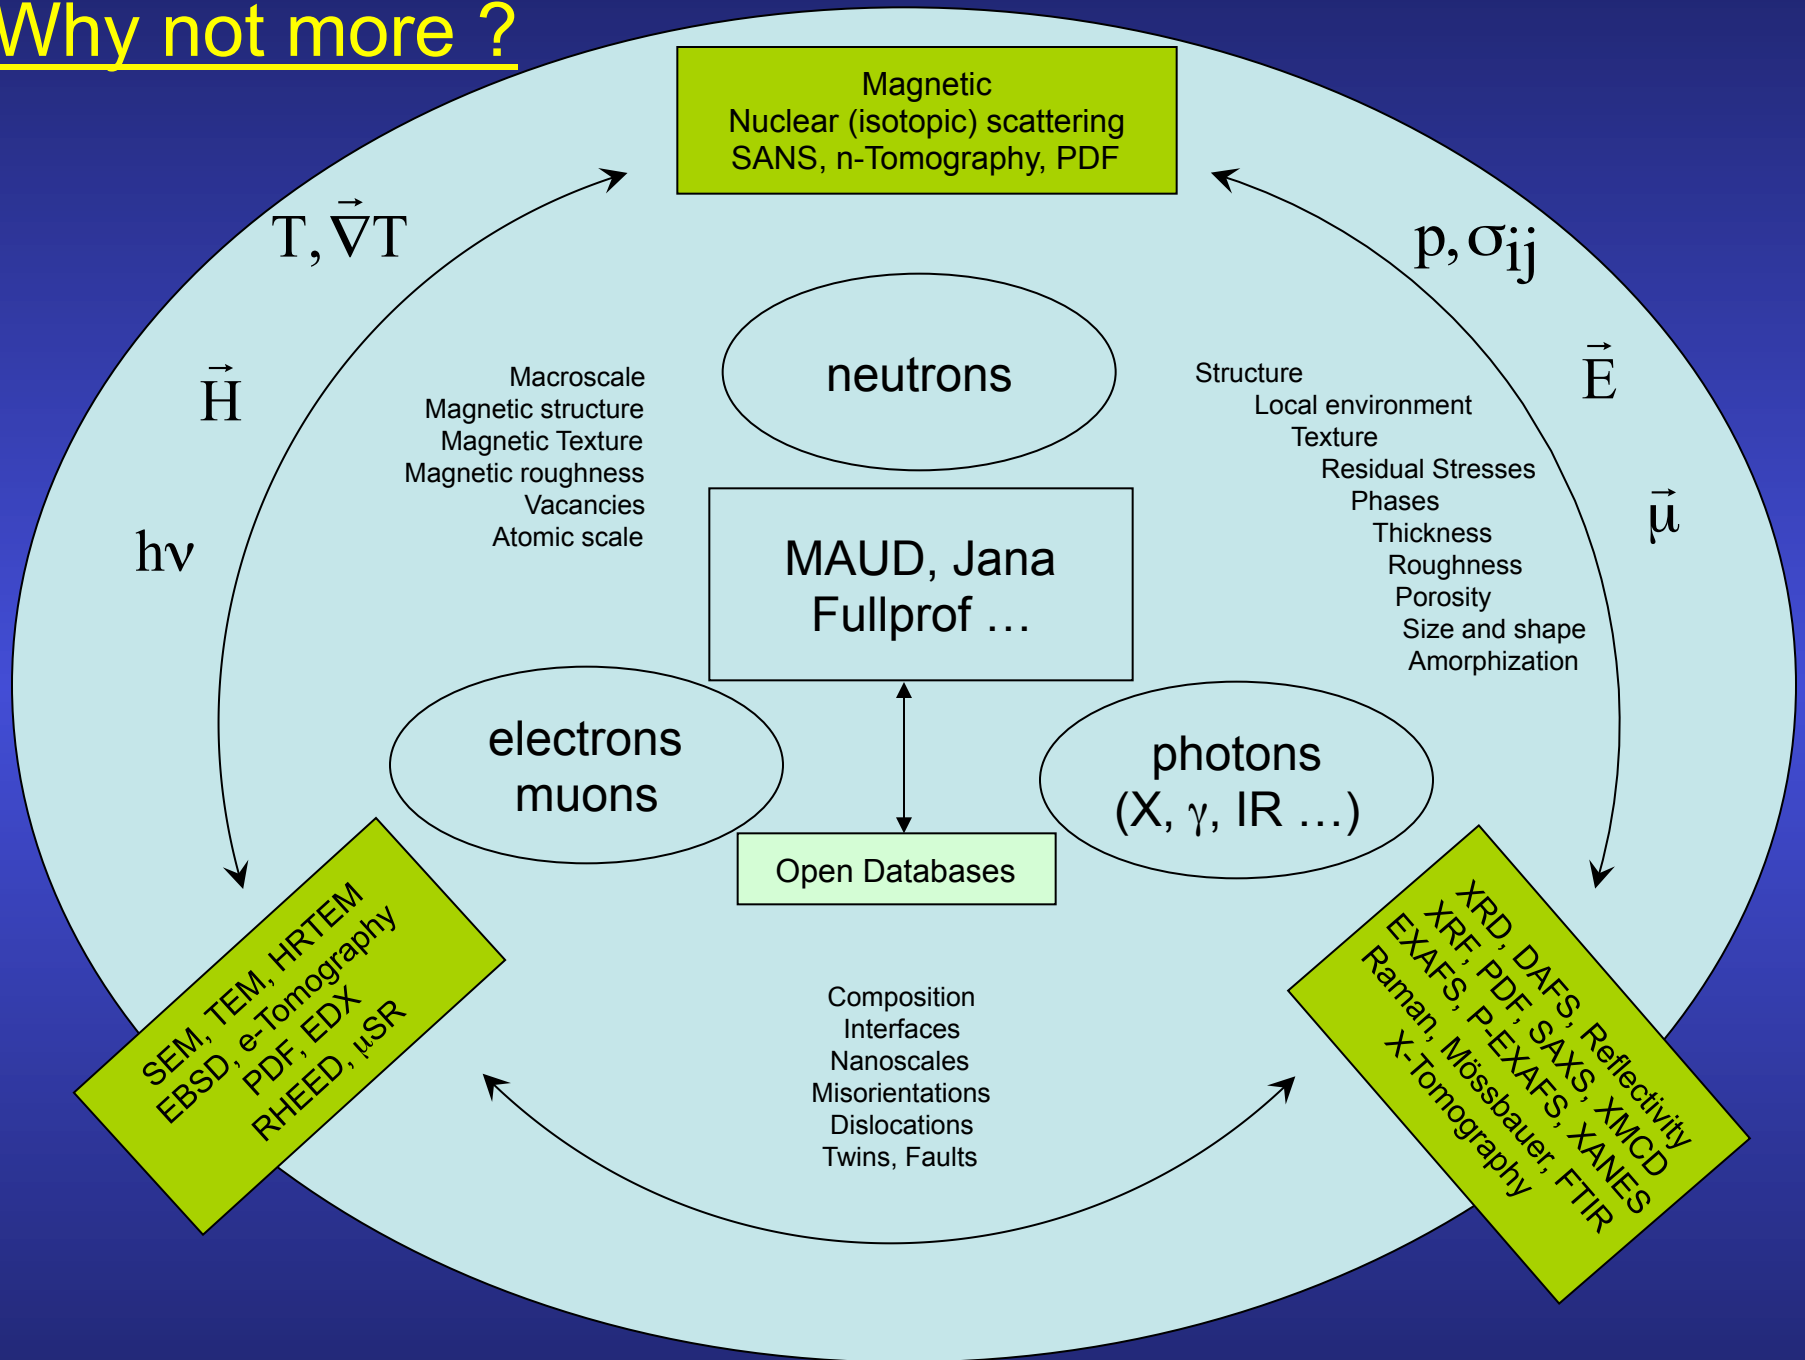 Why not more ?
Magnetic
Nuclear (isotopic) scattering
SANS, n-Tomography, PDF
T, ∇⃗T
H⃗
hν
p, σij
E⃗
μ⃗
neutrons
Macroscale
Magnetic structure
Magnetic Texture
Magnetic roughness
Vacancies
Atomic scale
Structure
Local environment
Texture
Residual Stresses
Phases
Thickness
Roughness
Porosity
Size and shape
Amorphization
MAUD, Jana
Fullprof …
electrons
muons
photons
(X, γ, IR …)
Open Databases
SEM, TEM, HRTEM
EBSD, e-Tomography
PDF, EDX
RHEED, μSR
Composition
Interfaces
Nanoscales
Misorientations
Dislocations
Twins, Faults
XRD, DAFS, Reflectivity
XRF, PDF, SAXS, XMCD
EXAFS, P-EXAFS, XANES
Raman, Mössbauer, FTIR
X-Tomography